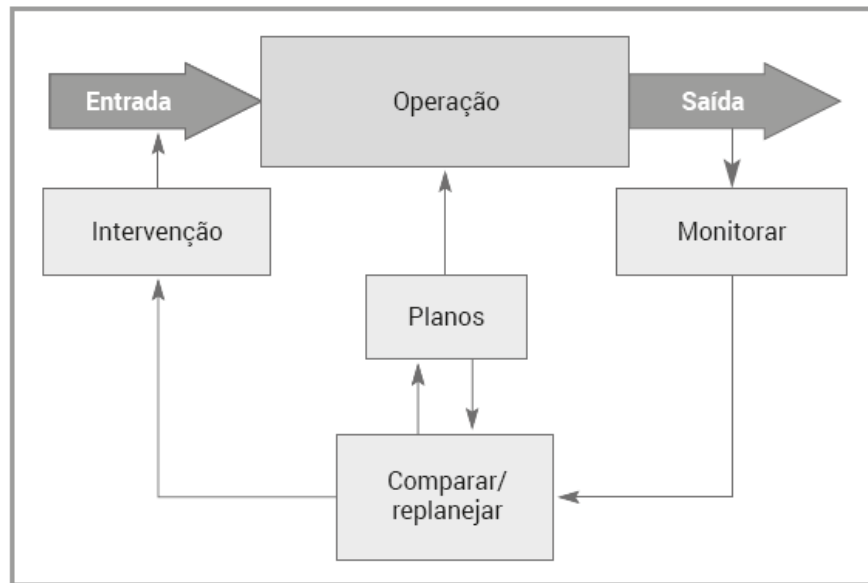 Entrada
Operação
Saída
Intervenção
Monitorar
Planos
Comparar/
replanejar